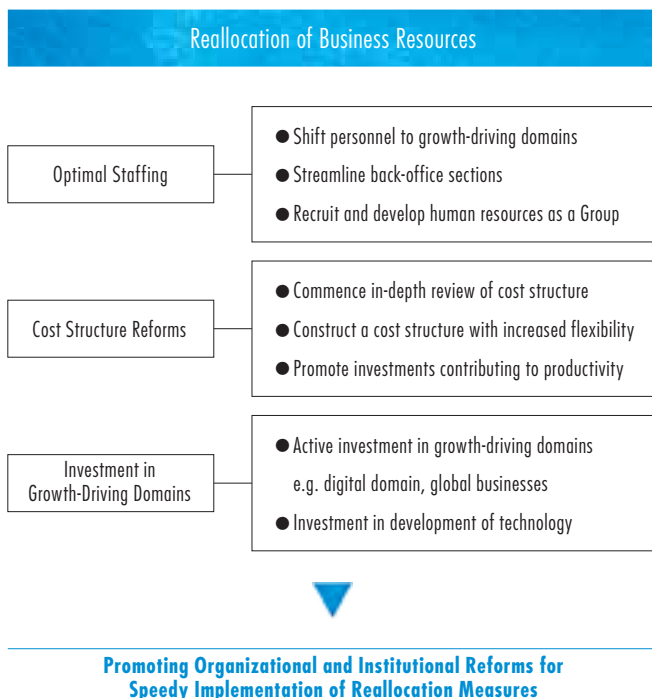 Reallocation of Business Resources
Optimal Staffing
● Shift personnel to growth-driving domains
● Streamline back-office sections
● Recruit and develop human resources as a Group
Cost Structure Reforms
● Commence in-depth review of cost structure
● Construct a cost structure with increased flexibility
● Promote investments contributing to productivity
Investment in
Growth-Driving Domains
● Active investment in growth-driving domains
e.g. digital domain, global businesses
● Investment in development of technology
Promoting Organizational and Institutional Reforms for
Speedy Implementation of Reallocation Measures